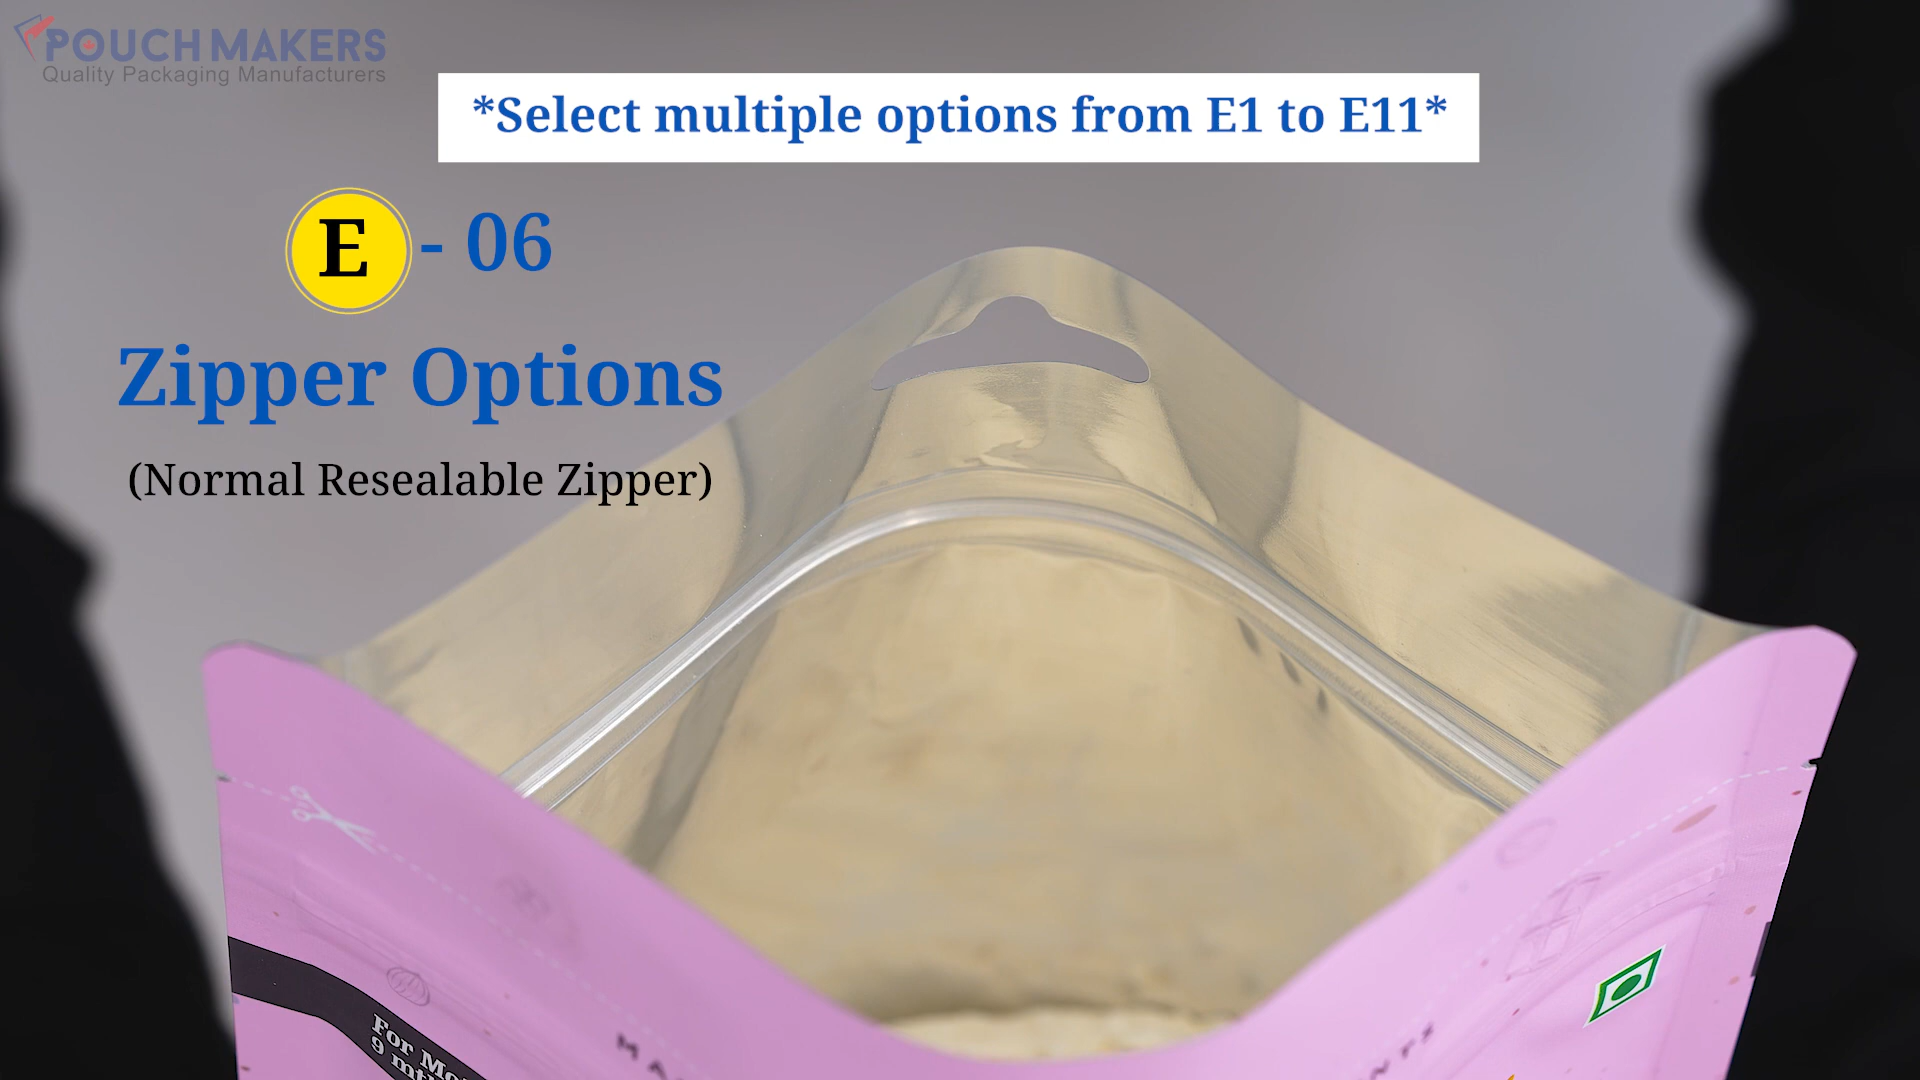 POUCH MAKERS
Quality Packaging Manufacturers
*Select multiple options from E1 to E11*
E - 06
Zipper Options
(Normal Resealable Zipper)
For
9